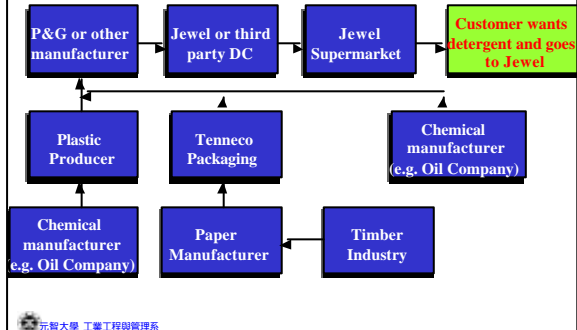 P&G or other
manufacturer
Jewel or third
party DC
Jewel
Supermarket
Customer wants
detergent and goes
to Jewel
Plastic
Producer
Tenneco
Packaging
Chemical
manufacturer
(e.g. Oil Company)
Chemical
manufacturer
(e.g. Oil Company)
Paper
Manufacturer
Timber
Industry
元智大學 工業工程與管理系